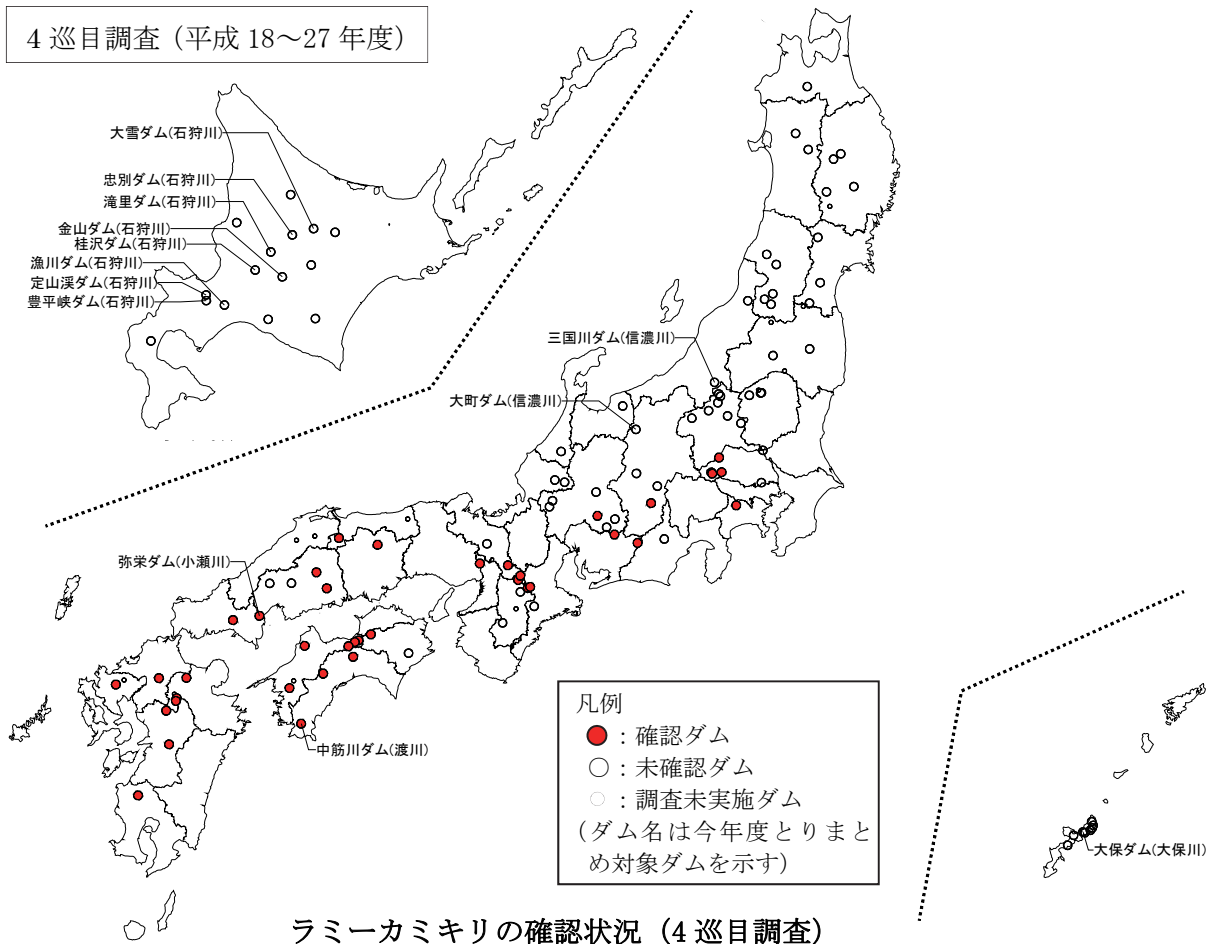 4 巡目調査（平成 18～27 年度）
大雪ダム(石狩川)
忠別ダム(石狩川)
滝里ダム(石狩川)
金山ダム(石狩川)
桂沢ダム(石狩川)
漁川ダム(石狩川)
定山渓ダム(石狩川)
豊平峡ダム(石狩川)
三国川ダム(信濃川)
大町ダム(信濃川)
弥栄ダム(小瀬川)
中筋川ダム(渡川)
凡例
：確認ダム
：未確認ダム
：調査未実施ダム
（ダム名は今年度とりまと
め対象ダムを示す）
大保ダム(大保川)
ラミーカミキリの確認状況（4 巡目調査）